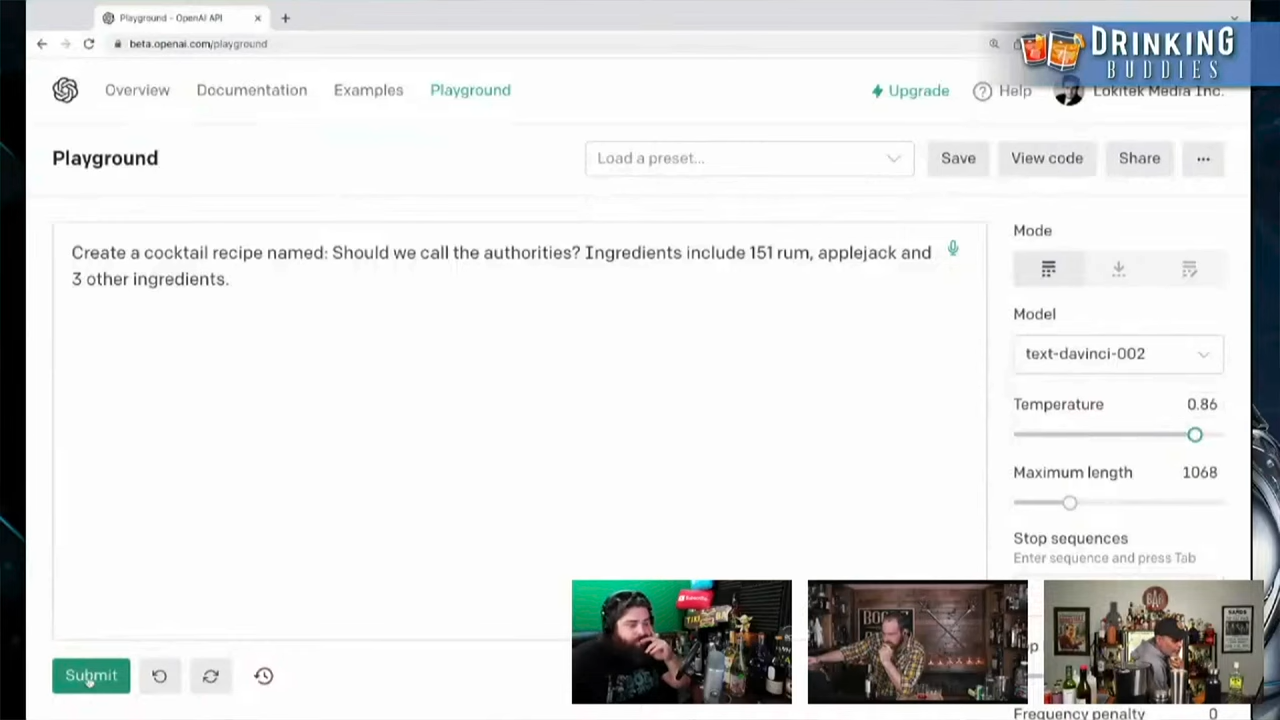 Playground - OpenAI API
beta.openai.com/playground
DRINKING
BUDDIES
Overview
Documentation
Examples
Playground
Upgrade
Help
Lokitek Media Inc.
Playground
Load a preset...
Save
View code
Share
Create a cocktail recipe named: Should we call the authorities? Ingredients include 151 rum, applejack and
3 other ingredients.
Mode
Model
text-davinci-002
Temperature
0.86
Maximum length
1068
Stop sequences
Enter sequence and press Tab
Submit
Frequency penalty
0